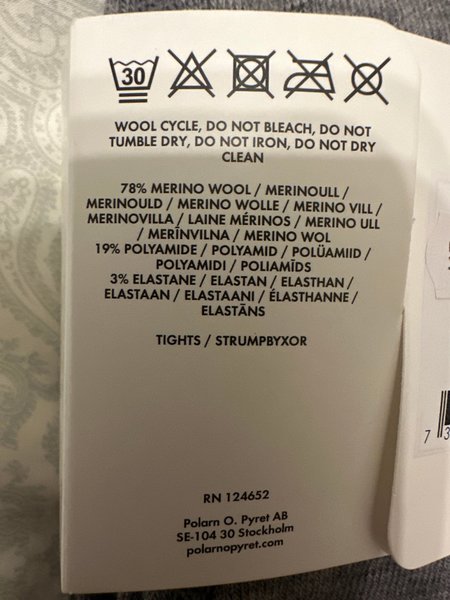 30
WOOL CYCLE, DO NOT BLEACH, DO NOT
TUMBLE DRY, DO NOT IRON, DO NOT DRY
CLEAN
78% MERINO WOOL / MERINOULL /
MERINOULD / MERINO WOLLE / MERINO VILL /
MERINOVILLA / LAINE MÉRINOS / MERINO ULL
/ MERĪNVILNA / MERINO WOL
19% POLYAMIDE / POLYAMID / POLÜAMIID /
POLYAMIDI / POLIAMĪDS
3% ELASTANE / ELASTAN / ELASTHAN /
ELASTAAN / ELASTAANI / ÉLASTHANNE /
ELASTĀNS
TIGHTS / STRUMPBYXOR
RN 124652
Polarn O. Pyret AB
SE-104 30 Stockholm
polarnopyret.com
7